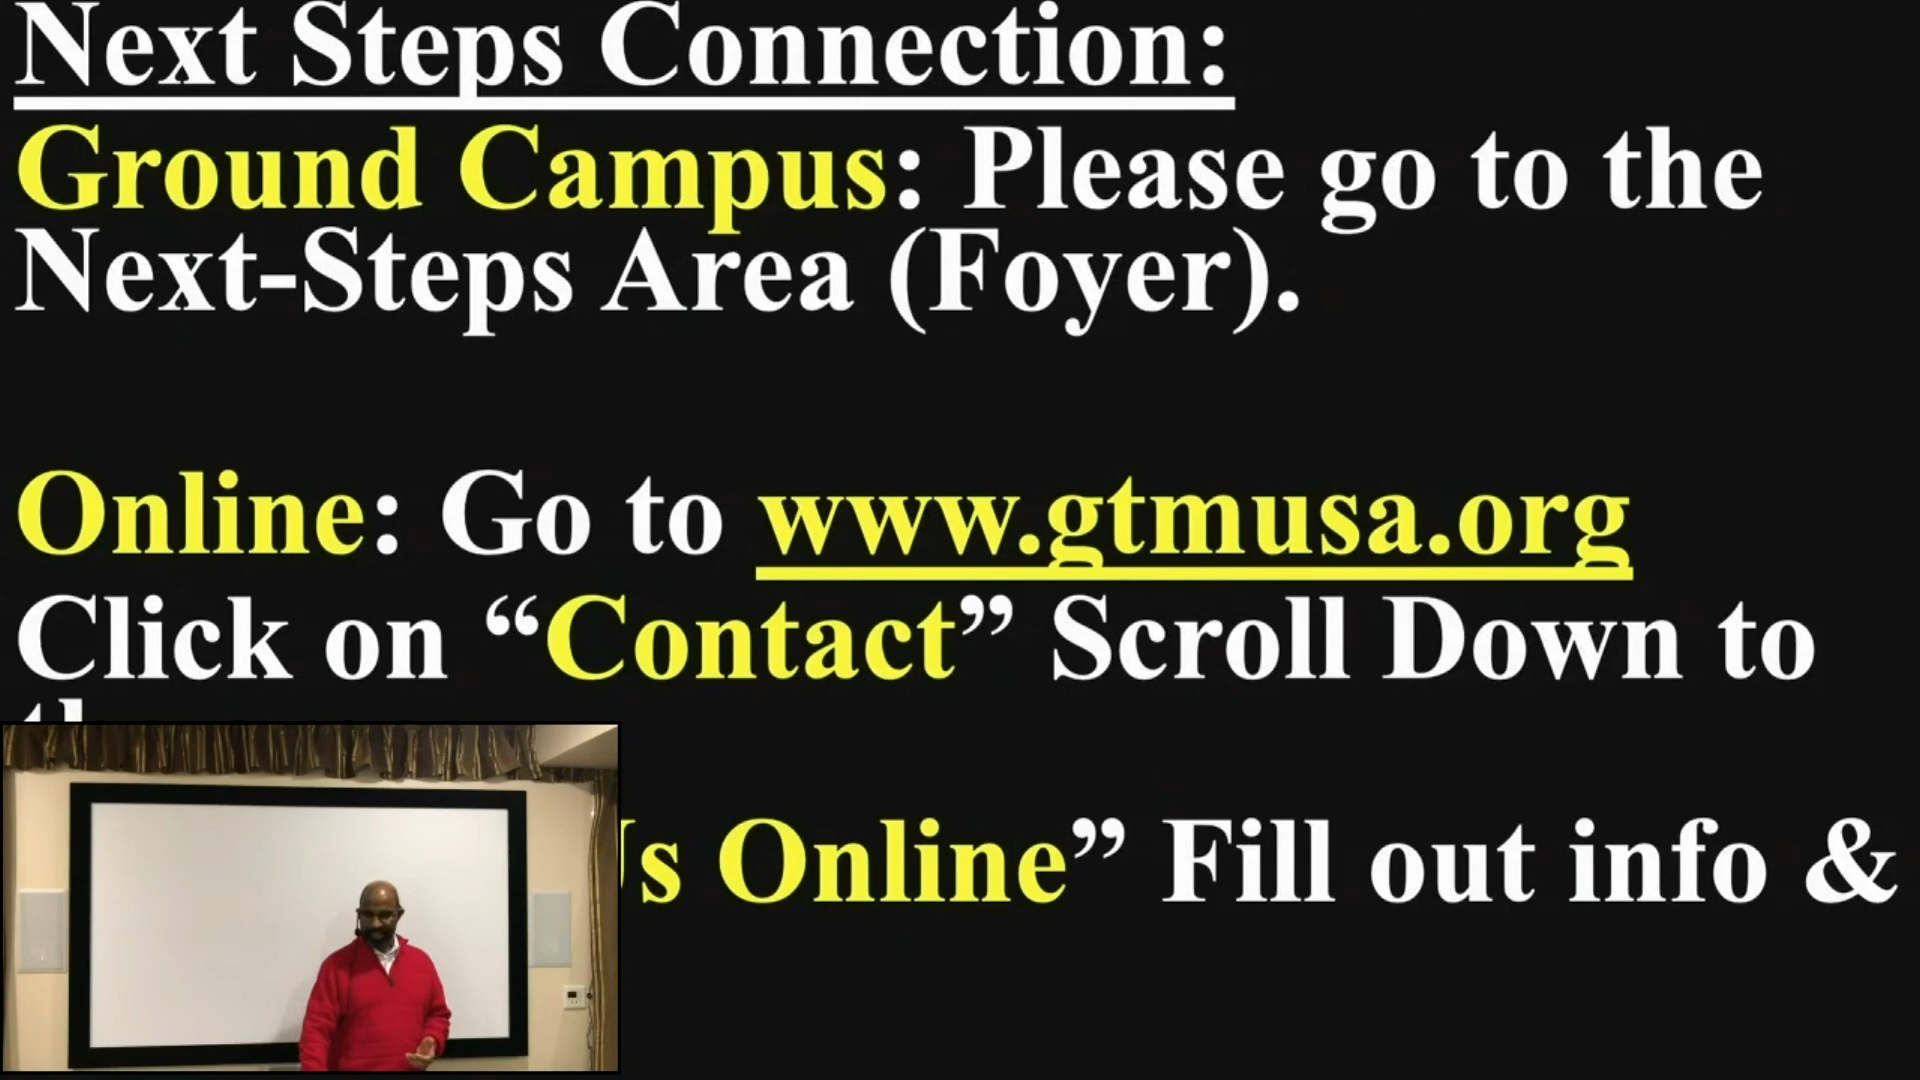 Next Steps Connection:
Ground Campus: Please go to the
Next-Steps Area (Foyer).
Online: Go to www.gtmusa.org
Click on “Contact” Scroll Down to
Online” Fill out info &